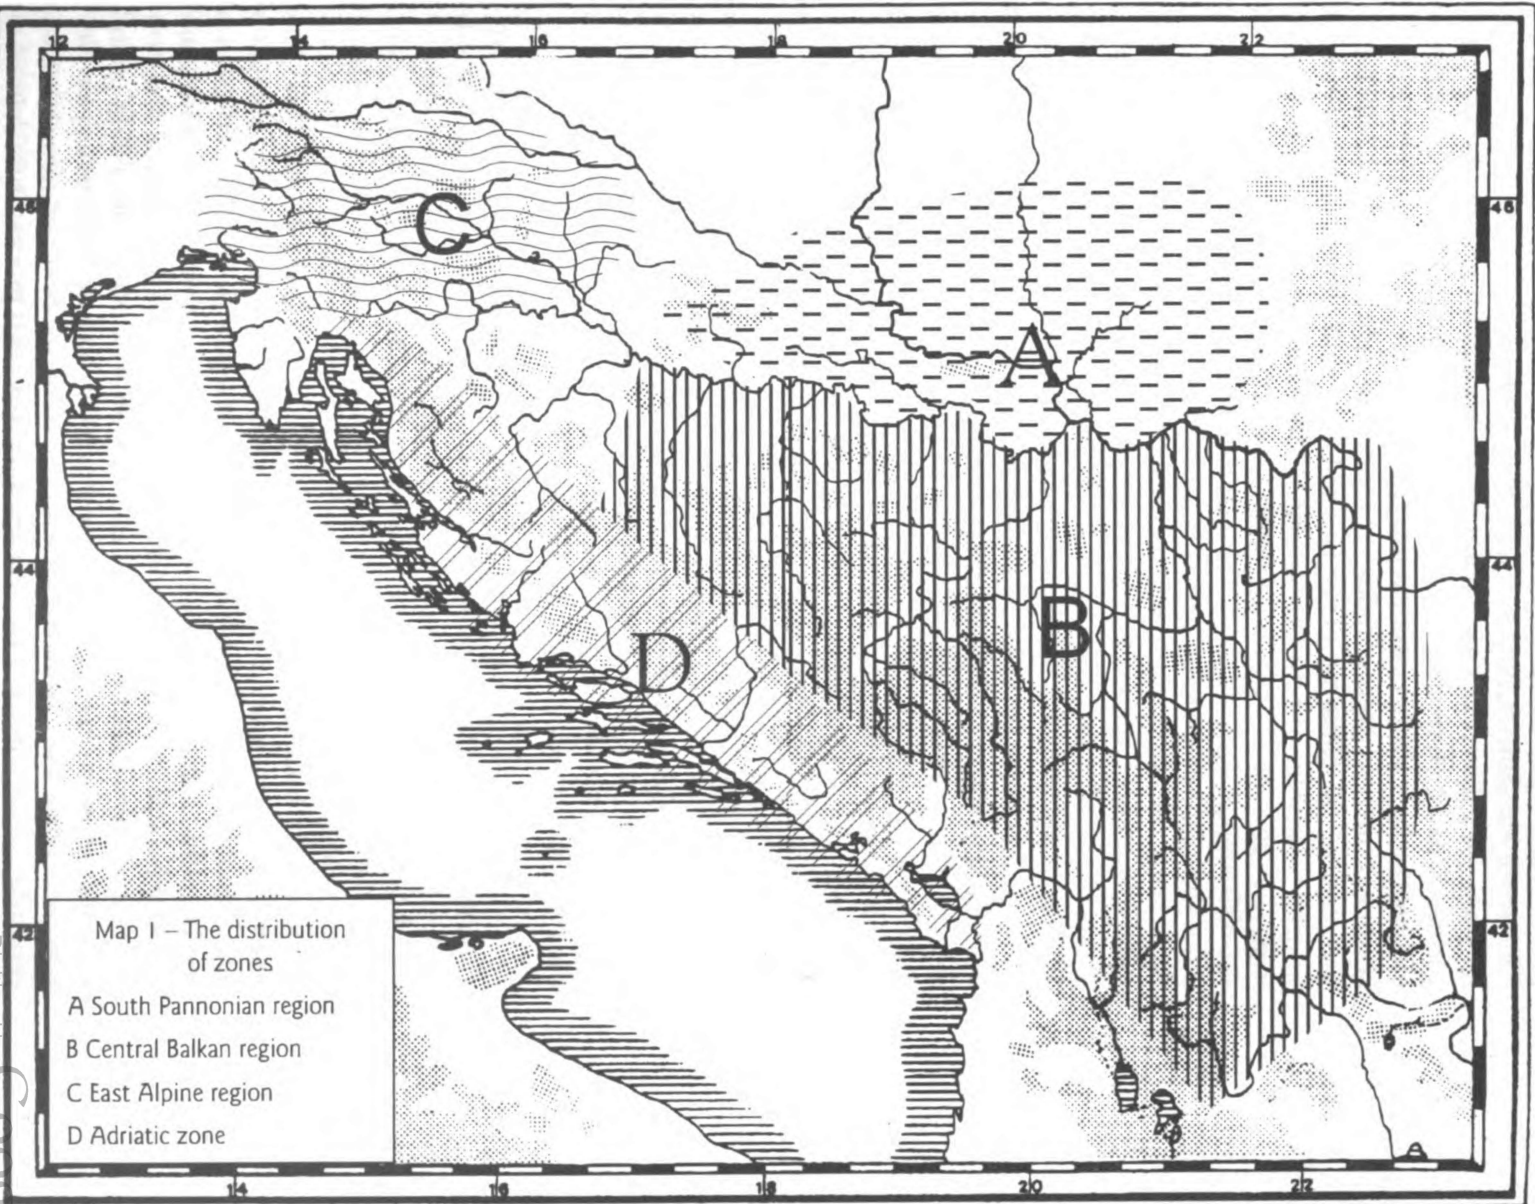 12 14 16 18 20 22
46 46
C
A
44 44
B
D
42 42
Map 1 – The distribution
of zones
A South Pannonian region
B Central Balkan region
C East Alpine region
D Adriatic zone
14 16 18 20 22